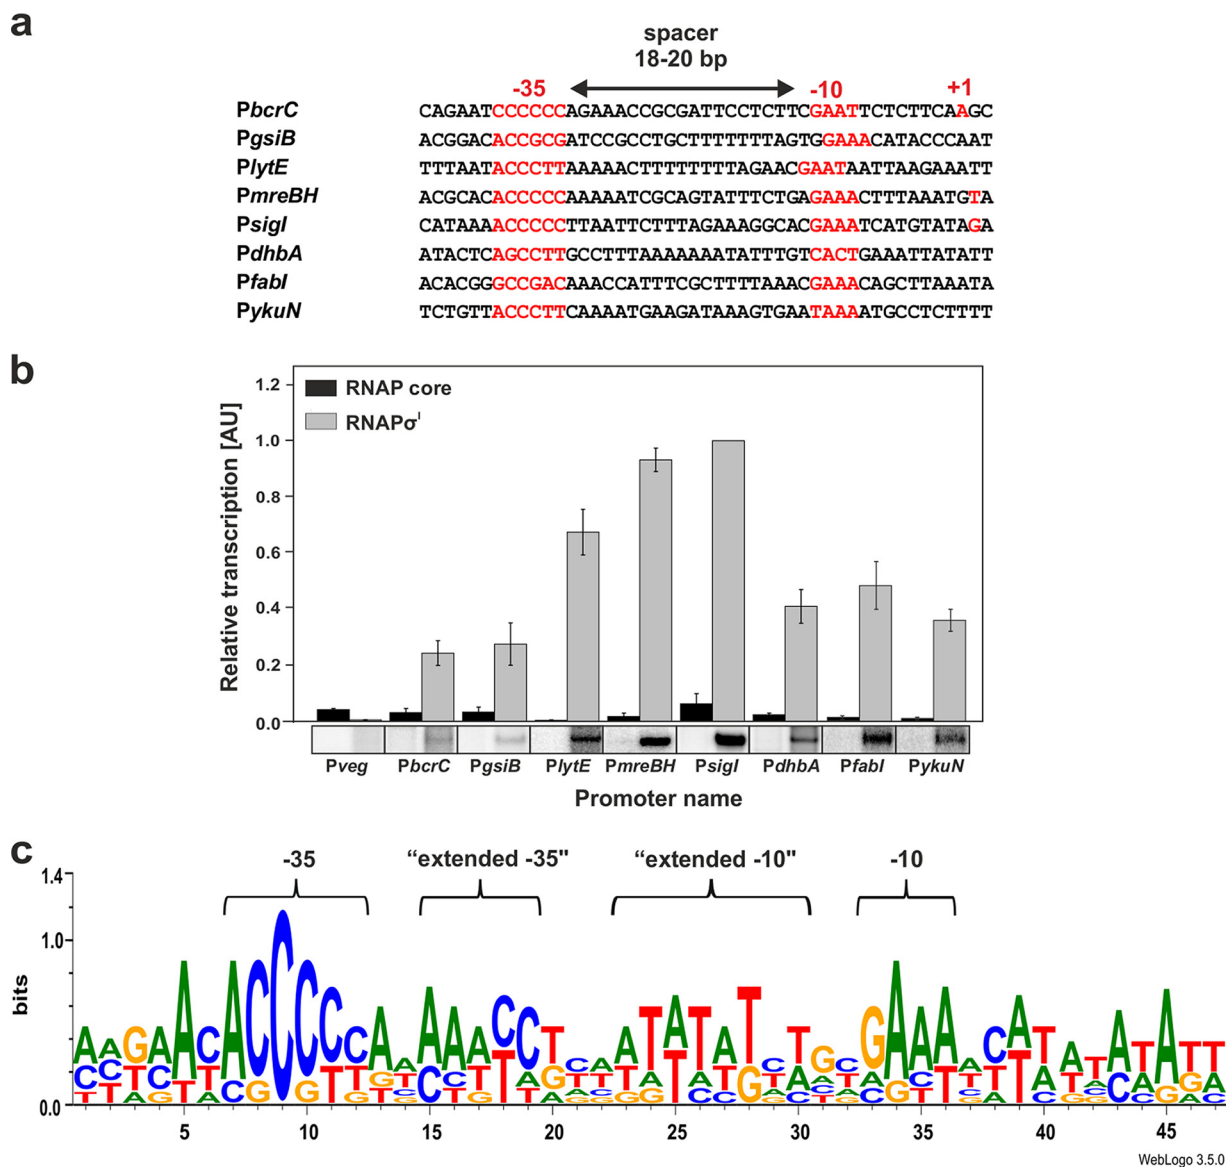 a
spacer
18-20 bp
-35 -10 +1
PbcrC CAGAATCCCCCCAGAAACCGCGATTCCTCTTCGAATTCTCTTCAAGC
PgsiB ACGGACACCGCGATCCGCCTGCTTTTTTTTAGTGGAAACATACCCAAT
PlytE TTTAATACCCTTAAAAACTTTTTTTTAGAACGAATAATTAAGAAATT
PmreBH ACGCACACCCCCAAAAATCGCAGTATTTCTGAGAAACTTTAAATGTA
PsigI CATAAAACCCCCTTAATTCTTTAGAAAGGCACGAAATCATGTATAGA
PdhbA ATACTCAGCCTTGCCTTTAAAAAAATATTTGTCACTGAAATTATATT
PfabI ACACGGGCCGACAAACCATTTCGCTTTTAAACGAAACAGCTTAAATA
PykuN TCTGTTACCCTTCAAAATGAAGATAAAGTGAATAAAATGCCTCTTTT
b
Relative transcription [AU]
1.2
1.0
0.8
0.6
0.4
0.2
0.0
RNAP core
RNAPσᴵ
Pveg PbcrC PgsiB PlytE PmreBH PsigI PdhbA PfabI PykuN
Promoter name
c
-35 “extended -35" “extended -10" -10
bits
1.4
1.0
0.0
5 10 15 20 25 30 35 40 45
WebLogo 3.5.0